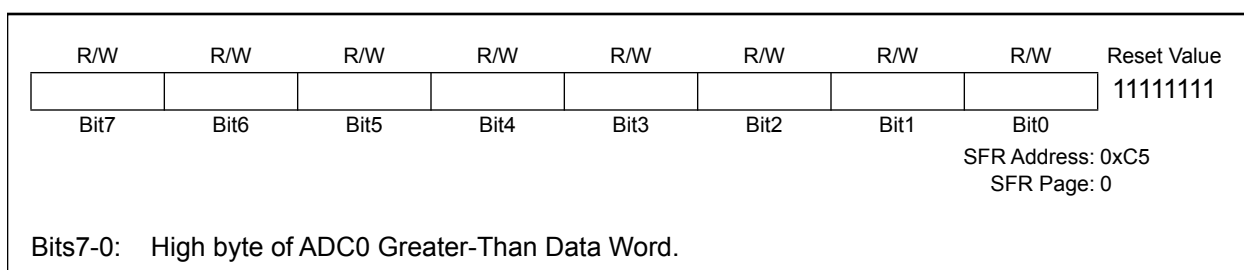 R/W R/W R/W R/W R/W R/W R/W R/W Reset Value
11111111
Bit7 Bit6 Bit5 Bit4 Bit3 Bit2 Bit1 Bit0
SFR Address: 0xC5
SFR Page: 0
Bits7-0: High byte of ADC0 Greater-Than Data Word.